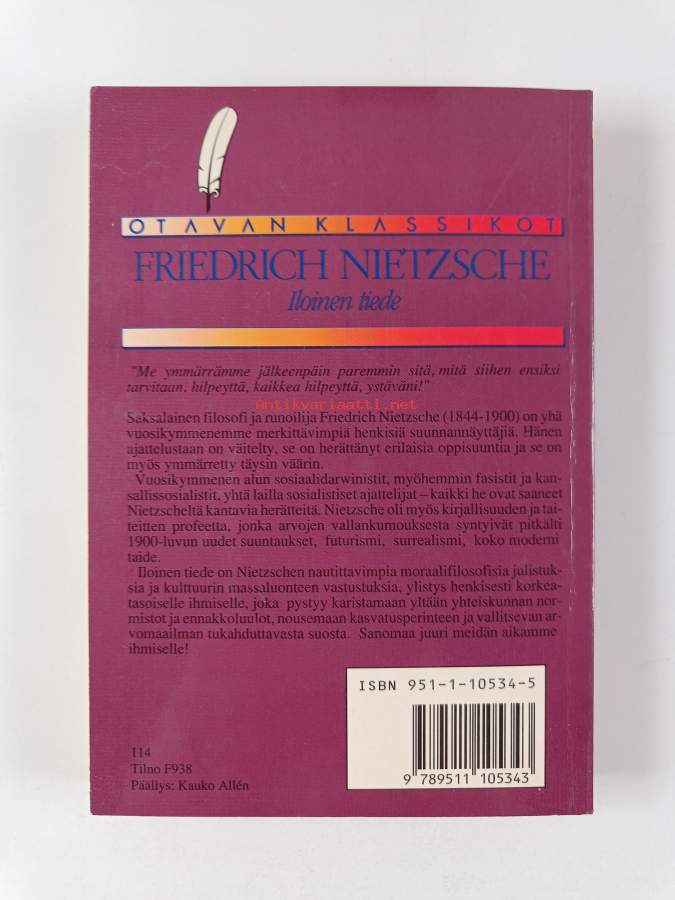 OTAVAN KLASSIKOT
FRIEDRICH NIETZSCHE
Iloinen tiede
"Me ymmärrämme jälkeenpäin paremmin sitä, mitä siihen ensiksi
tarvitaan, hilpeyttä, kaikkea hilpeyttä, ystäväni!"
Antikvariaatti.net
Saksalainen filosofi ja runoilija Friedrich Nietzsche (1844-1900) on yhä
vuosikymmenemme merkittävimpiä henkisiä suunnannäyttäjiä. Hänen
ajattelustaan on väitelty, se on herättänyt erilaisia oppisuuntia ja se on
myös ymmärretty täysin väärin.
Vuosikymmenen alun sosiaalidarwinistit, myöhemmin fasistit ja kan-
sallissosialistit, yhtä lailla sosialistiset ajattelijat – kaikki he ovat saaneet
Nietzscheltä kantavia herätteitä. Nietzsche oli myös kirjallisuuden ja tai-
teitten profeetta, jonka arvojen vallankumouksesta syntyivät pitkälti
1900-luvun uudet suuntaukset, futurismi, surrealismi, koko moderni
taide.
Iloinen tiede on Nietzschen nautittavimpia moraalifilosofisia julistuk-
sia ja kulttuurin massaluonteen vastustuksia, ylistys henkisesti korkea-
tasoiselle ihmiselle, joka pystyy karistamaan yltään yhteiskunnan nor-
mistot ja ennakkoluulot, nousemaan kasvatusperinteen ja vallitsevan ar-
vomaailman tukahduttavasta suosta. Sanomaa juuri meidän aikamme
ihmiselle!
ISBN 951-1-10534-5
9 789511 105343
114
Tilno F938
Päällys: Kauko Allén